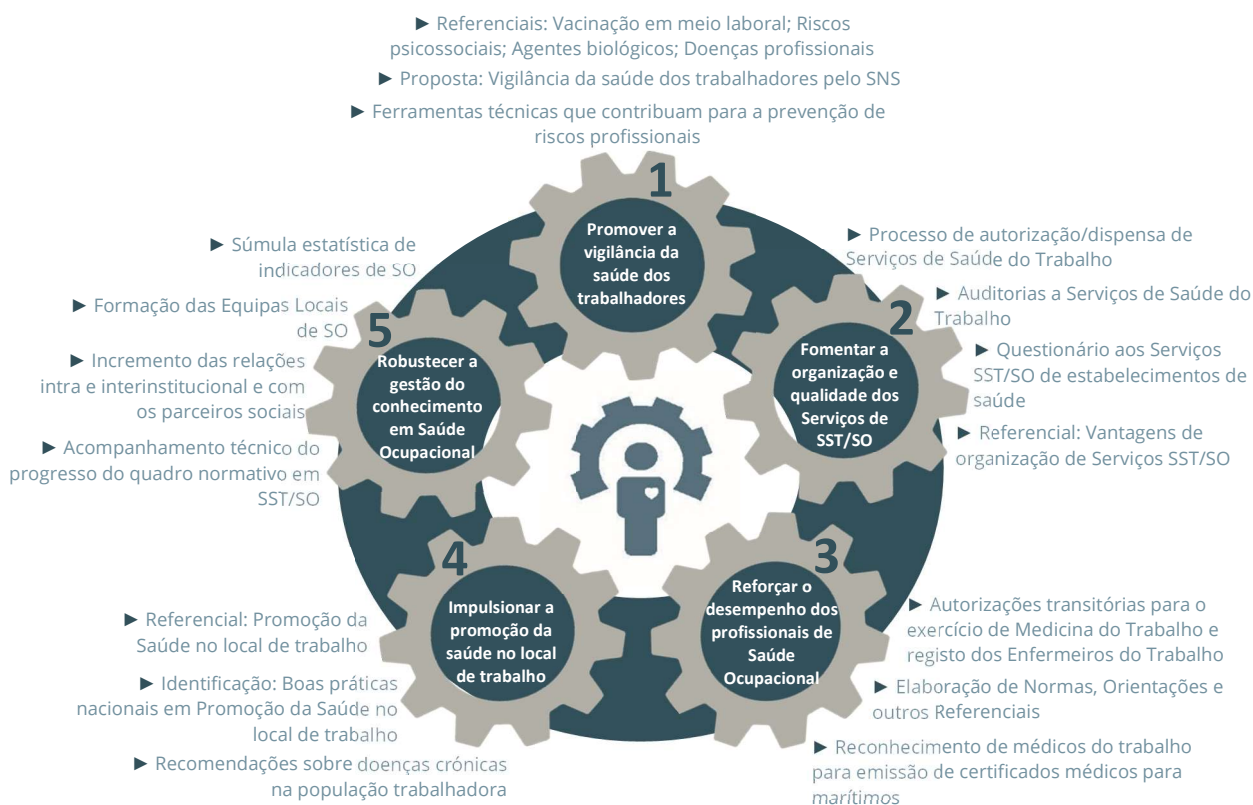 ► Referenciais: Vacinação em meio laboral; Riscos
psicossociais; Agentes biológicos; Doenças profissionais
► Proposta: Vigilância da saúde dos trabalhadores pelo SNS
► Ferramentas técnicas que contribuam para a prevenção de
riscos profissionais
1
Promover a
vigilância da
saúde dos
trabalhadores
► Processo de autorização/dispensa de
Serviços de Saúde do Trabalho
► Auditorias a Serviços de Saúde do
Trabalho
► Questionário aos Serviços
SST/SO de estabelecimentos de
saúde
► Referencial: Vantagens de
organização de Serviços SST/SO
2
Fomentar a
organização e
qualidade dos
Serviços de
SST/SO
3
Reforçar o
desempenho dos
profissionais de
Saúde
Ocupacional
► Autorizações transitórias para o
exercício de Medicina do Trabalho e
registo dos Enfermeiros do Trabalho
► Elaboração de Normas, Orientações e
outros Referenciais
► Reconhecimento de médicos do trabalho
para emissão de certificados médicos para
marítimos
4
Impulsionar a
promoção da
saúde no local
de trabalho
► Referencial: Promoção da
Saúde no local de trabalho
► Identificação: Boas práticas
nacionais em Promoção da Saúde no
local de trabalho
► Recomendações sobre doenças crónicas
na população trabalhadora
5
Robustecer a
gestão do
conhecimento
em Saúde
Ocupacional
► Súmula estatística de
indicadores de SO
► Formação das Equipas Locais
de SO
► Incremento das relações
intra e interinstitucional e com
os parceiros sociais
► Acompanhamento técnico do
progresso do quadro normativo em
SST/SO